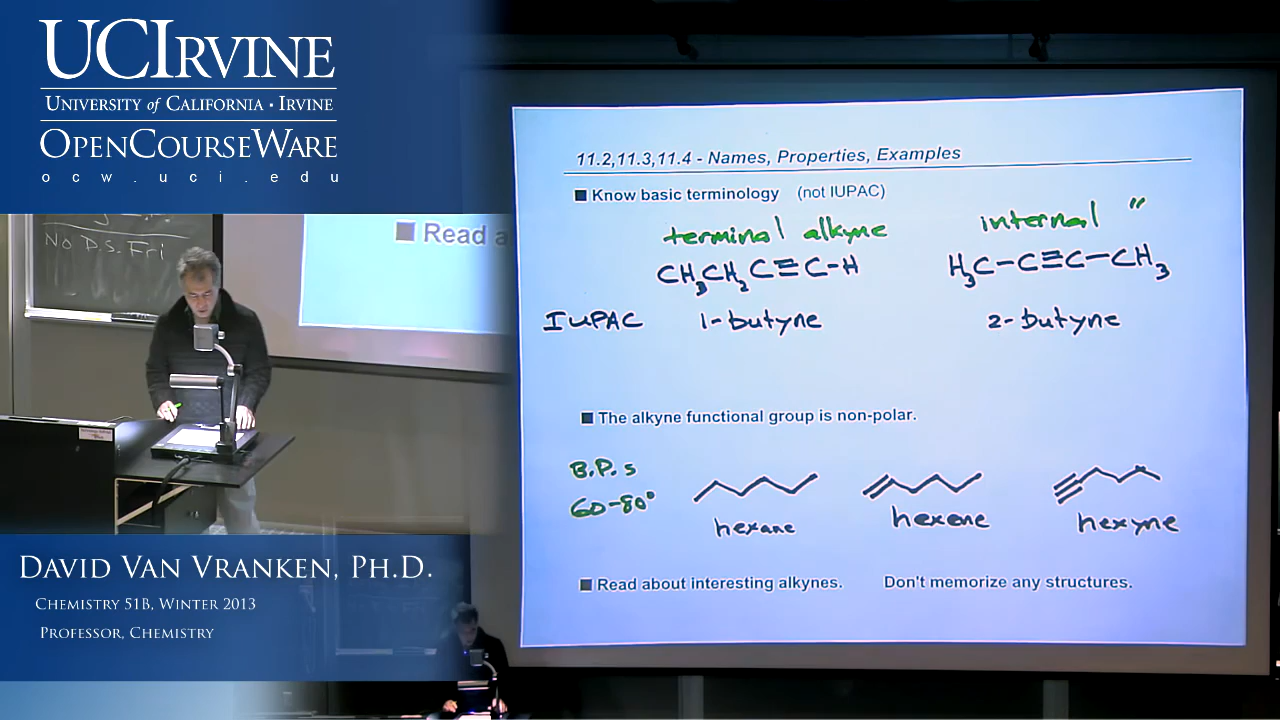 UCIRVINE
UNIVERSITY of CALIFORNIA • IRVINE
OPENCOURSEWARE
ocw.uci.edu
No D.S. Fri
Read a
DAVID VAN VRANKEN, PH.D.
CHEMISTRY 51B, WINTER 2013
PROFESSOR, CHEMISTRY
11.2,11.3,11.4 - Names, Properties, Examples
Know basic terminology (not IUPAC)
terminal alkyne internal "
CH₃CH₂C≡C-H H₃C-C≡C-CH₃
IUPAC 1-butyne 2-butyne
The alkyne functional group is non-polar.
B.P.s
60-80°
hexane hexene hexyne
Read about interesting alkynes. Don't memorize any structures.